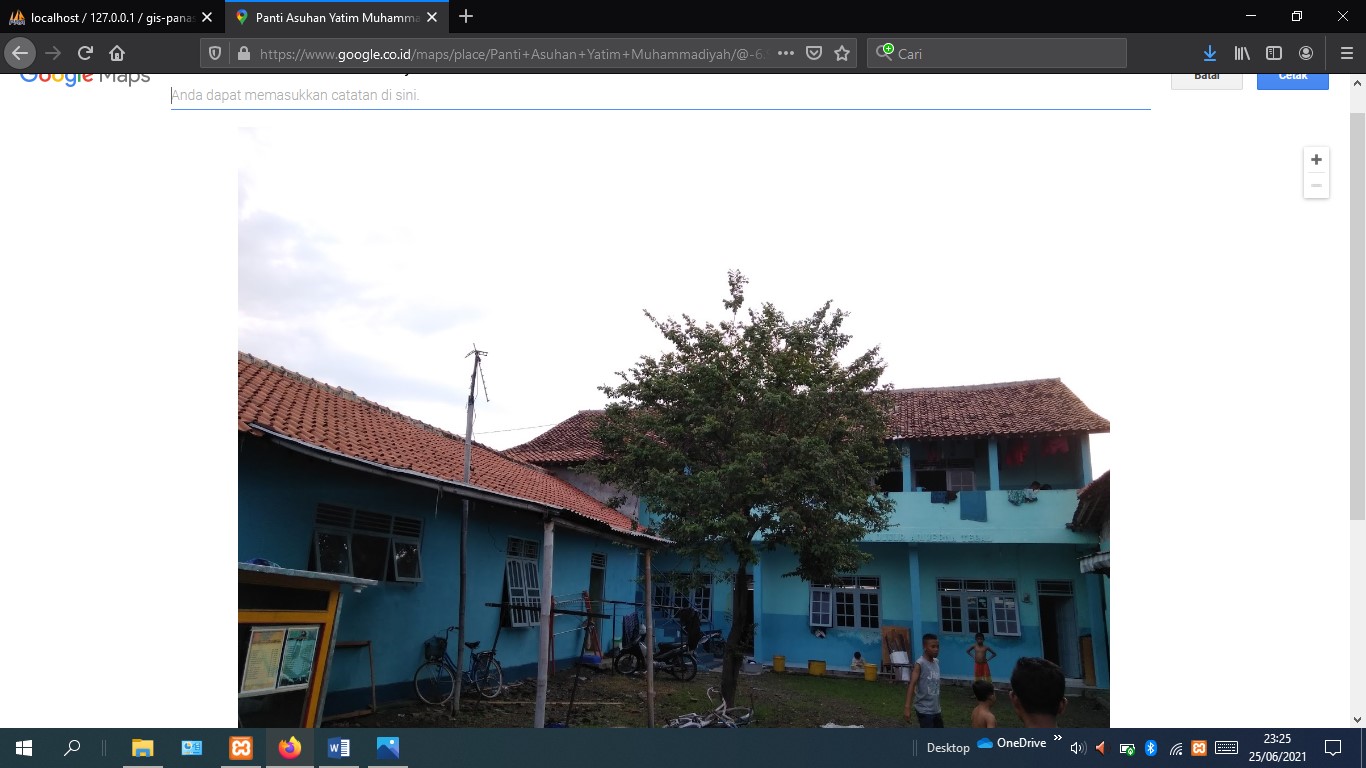 localhost / 127.0.0.1 / gis-panas
Panti Asuhan Yatim Muhamma
https://www.google.co.id/maps/place/Panti+Asuhan+Yatim+Muhammadiyah/@-6.
Cari
Google Maps
Anda dapat memasukkan catatan di sini.
Batal
Cetak
Desktop
OneDrive
23:25
25/06/2021